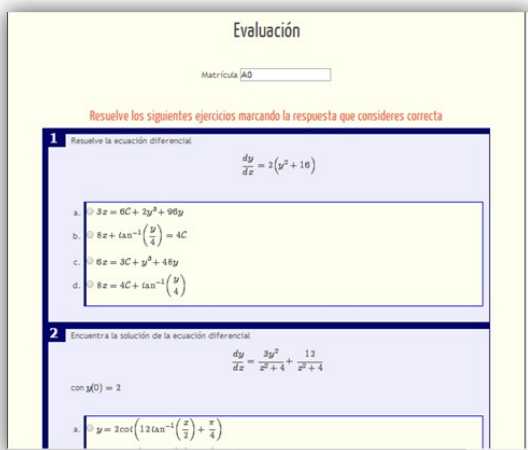 Evaluación
Matrícula A0
Resuelve los siguientes ejercicios marcando la respuesta que consideres correcta
1 Resuelve la ecuación diferencial
dy/dx = 2(y² + 16)
a. 3x = 6C + 2y³ + 96y
b. 8x + tan⁻¹(y/4) = 4C
c. 6x = 3C + y³ + 48y
d. 8x = 4C + tan⁻¹(y/4)
2 Encuentra la solución de la ecuación diferencial
dy/dx = 3y²/(x² + 4) + 12/(x² + 4)
con y(0) = 2
a. y = 2cot(12tan⁻¹(x/2) + π/4)